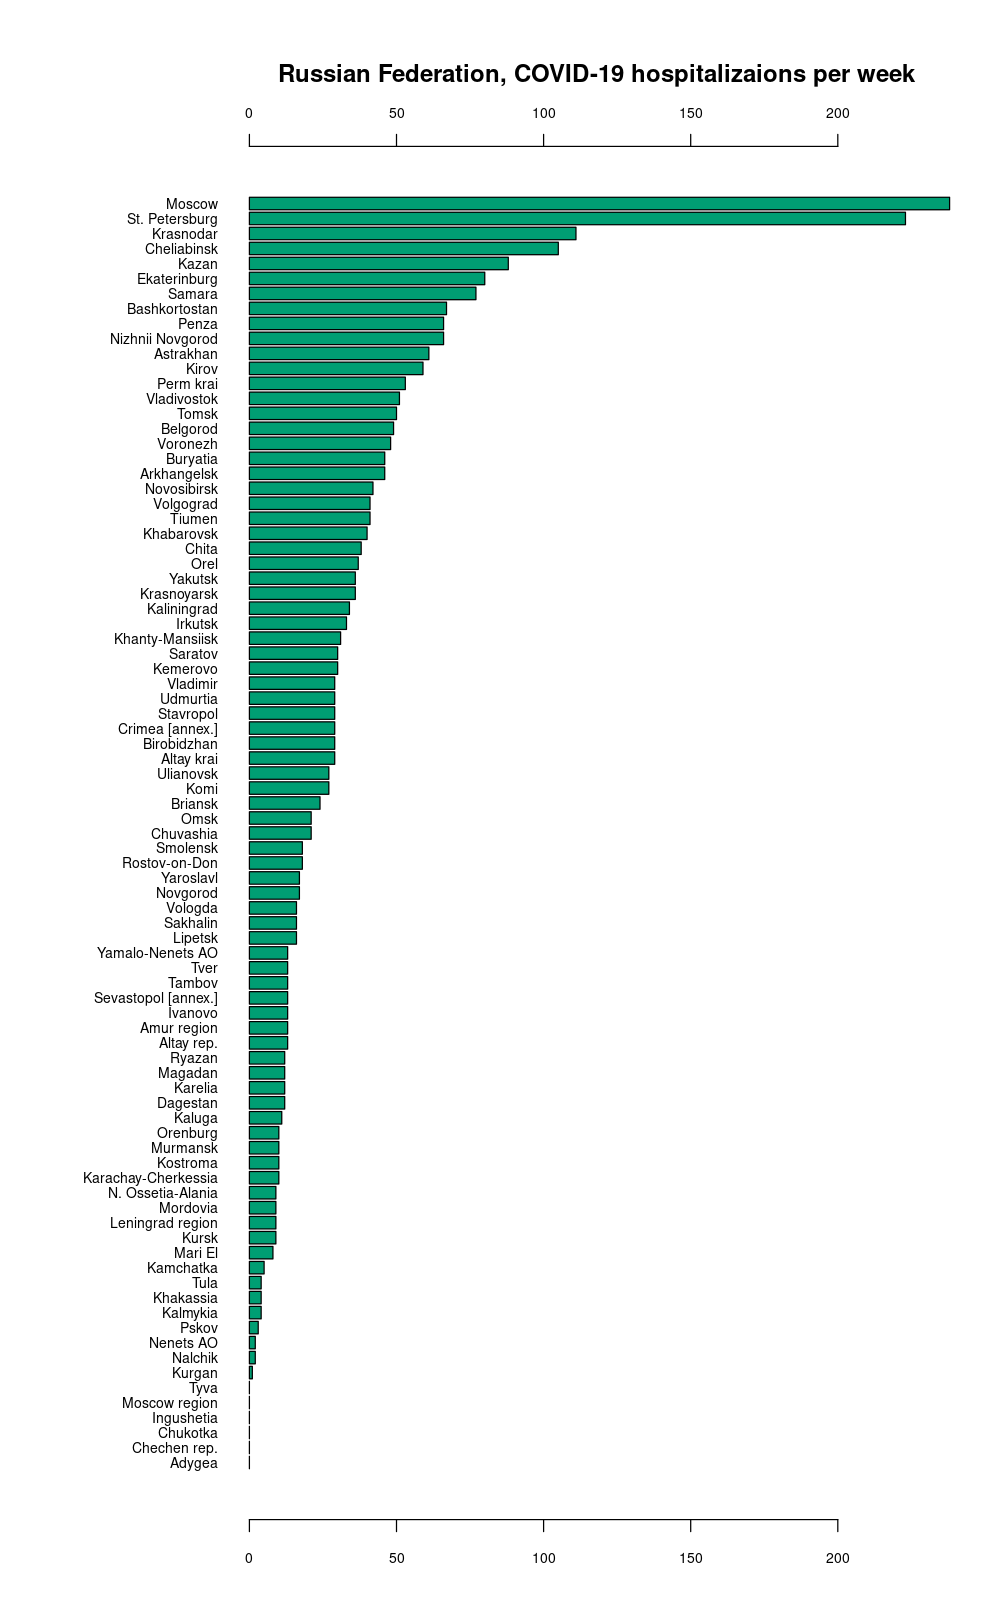 Russian Federation, COVID-19 hospitalizaions per week
0 50 100 150 200
Moscow
St. Petersburg
Krasnodar
Cheliabinsk
Kazan
Ekaterinburg
Samara
Bashkortostan
Penza
Nizhnii Novgorod
Astrakhan
Kirov
Perm krai
Vladivostok
Tomsk
Belgorod
Voronezh
Buryatia
Arkhangelsk
Novosibirsk
Volgograd
Tiumen
Khabarovsk
Chita
Orel
Yakutsk
Krasnoyarsk
Kaliningrad
Irkutsk
Khanty-Mansiisk
Saratov
Kemerovo
Vladimir
Udmurtia
Stavropol
Crimea [annex.]
Birobidzhan
Altay krai
Ulianovsk
Komi
Briansk
Omsk
Chuvashia
Smolensk
Rostov-on-Don
Yaroslavl
Novgorod
Vologda
Sakhalin
Lipetsk
Yamalo-Nenets AO
Tver
Tambov
Sevastopol [annex.]
Ivanovo
Amur region
Altay rep.
Ryazan
Magadan
Karelia
Dagestan
Kaluga
Orenburg
Murmansk
Kostroma
Karachay-Cherkessia
N. Ossetia-Alania
Mordovia
Leningrad region
Kursk
Mari El
Kamchatka
Tula
Khakassia
Kalmykia
Pskov
Nenets AO
Nalchik
Kurgan
Tyva
Moscow region
Ingushetia
Chukotka
Chechen rep.
Adygea
0 50 100 150 200